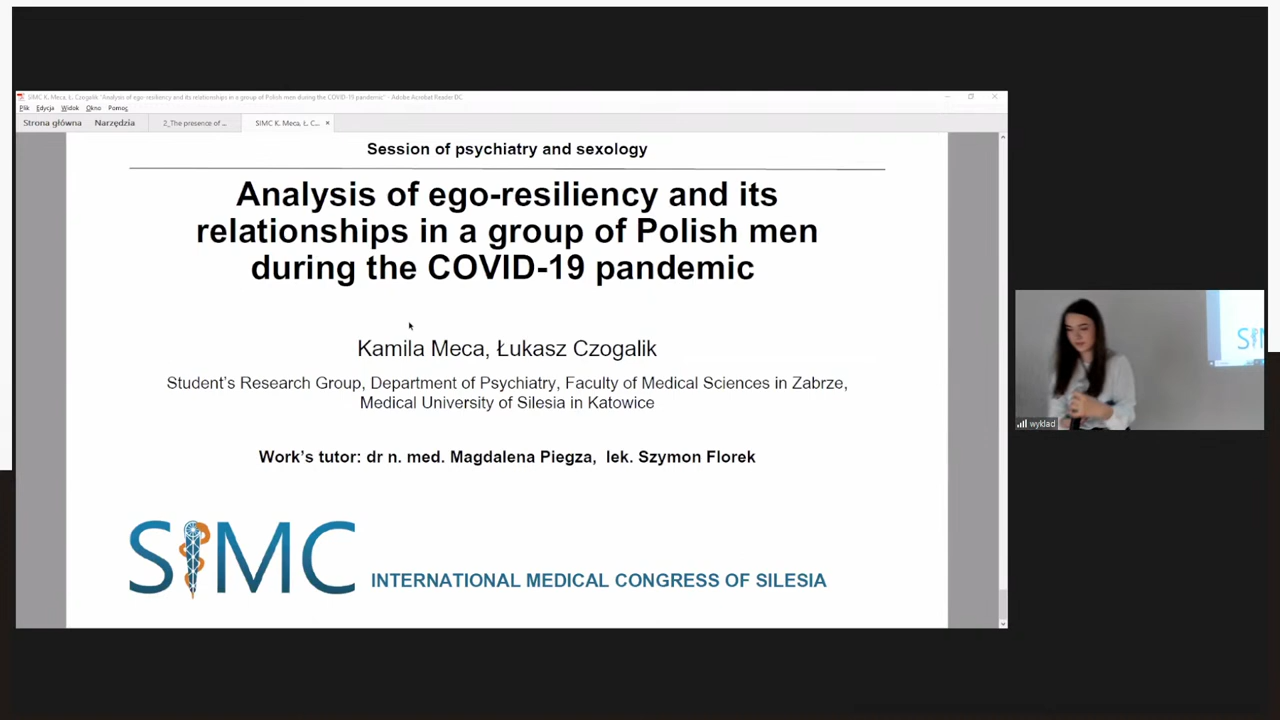 SIMC K. Meca, Ł. Czogalik "Analysis of ego-resiliency and its relationships in a group of Polish men during the COVID-19 pandemic" - Adobe Acrobat Reader DC
Plik Edycja Widok Okno Pomoc
Strona główna Narzędzia 2_The presence of ... SIMC K. Meca, Ł. C... ×
Session of psychiatry and sexology
Analysis of ego-resiliency and its
relationships in a group of Polish men
during the COVID-19 pandemic
Kamila Meca, Łukasz Czogalik
Student's Research Group, Department of Psychiatry, Faculty of Medical Sciences in Zabrze,
Medical University of Silesia in Katowice
Work's tutor: dr n. med. Magdalena Piegza, lek. Szymon Florek
SIMC INTERNATIONAL MEDICAL CONGRESS OF SILESIA
wyklad